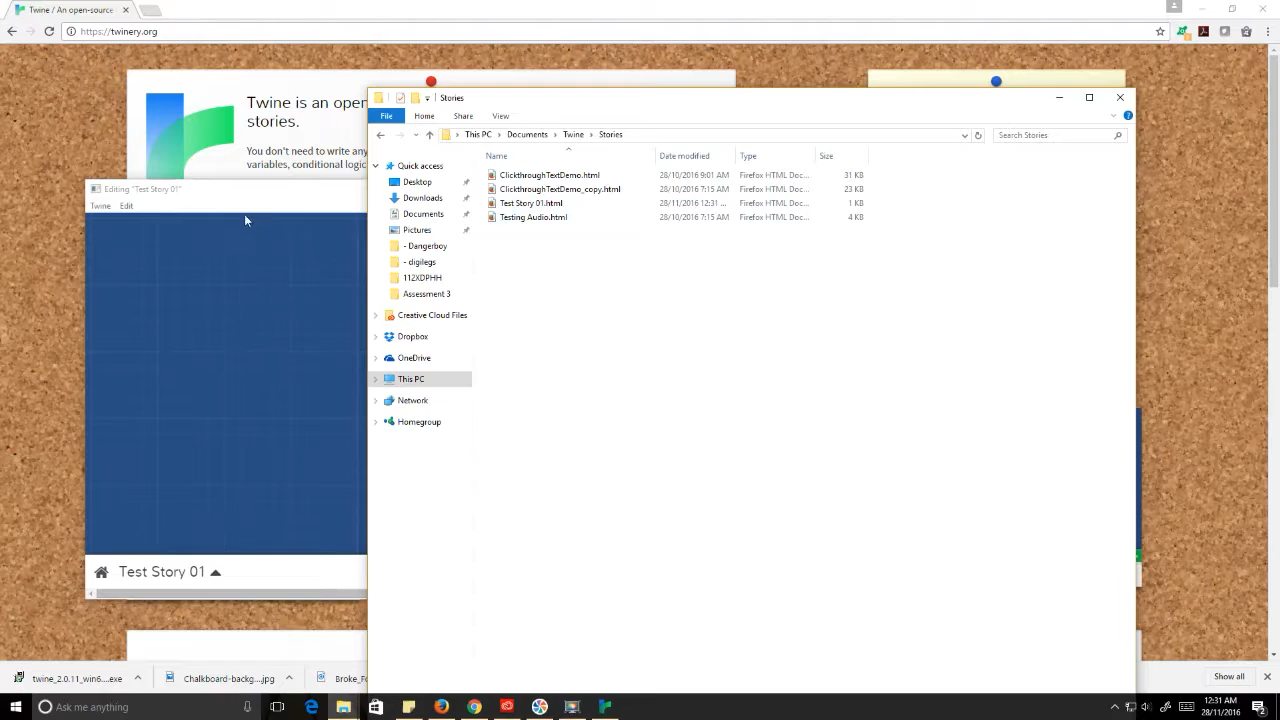 Twine / An open-source
https://twinery.org
Twine is an open
stories.
You don't need to write any
variables, conditional logic
Editing "Test Story 01"
Twine Edit
Test Story 01
Stories
File Home Share View
This PC Documents Twine Stories
Search Stories
Name Date modified Type Size
ClickthroughTextDemo.html 28/10/2016 9:01 AM Firefox HTML Doc... 31 KB
ClickthroughTextDemo_copy.html 28/10/2016 7:15 AM Firefox HTML Doc... 23 KB
Test Story 01.html 28/11/2016 12:31 ... Firefox HTML Doc... 1 KB
Testing Audio.html 28/10/2016 7:15 AM Firefox HTML Doc... 4 KB
Quick access
Desktop
Downloads
Documents
Pictures
- Dangerboy
- digilegs
112XDPHH
Assessment 3
Creative Cloud Files
Dropbox
OneDrive
This PC
Network
Homegroup
twine_2.0.11_win6....exe
Chalkboard-backg...jpg
Broke_Fo
Show all
Ask me anything
12:31 AM
28/11/2016
2